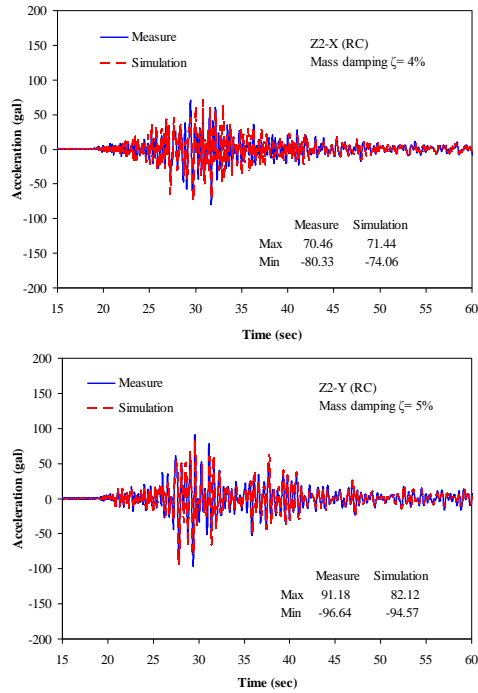 200
150
100
50
0
-50
-100
-150
-200
Acceleration (gal)
Measure
Simulation
Z2-X (RC)
Mass damping ζ= 4%
Measure Simulation
Max 70.46 71.44
Min -80.33 -74.06
15 20 25 30 35 40 45 50 55 60
Time (sec)
200
150
100
50
0
-50
-100
-150
-200
Acceleration (gal)
Measure
Simulation
Z2-Y (RC)
Mass damping ζ= 5%
Measure Simulation
Max 91.18 82.12
Min -96.64 -94.57
15 20 25 30 35 40 45 50 55 60
Time (sec)